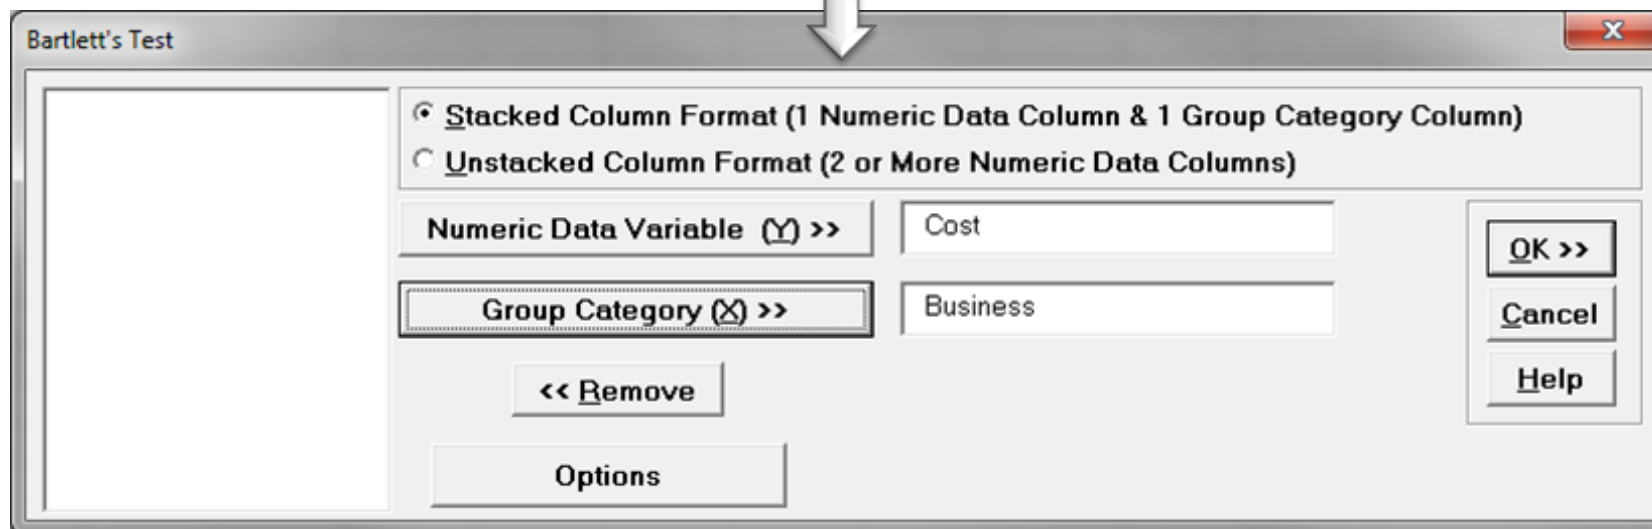 Bartlett's Test
Stacked Column Format (1 Numeric Data Column & 1 Group Category Column)
Unstacked Column Format (2 or More Numeric Data Columns)
Numeric Data Variable (Y) >> Cost
Group Category (X) >> Business
<< Remove
Options
OK >>
Cancel
Help